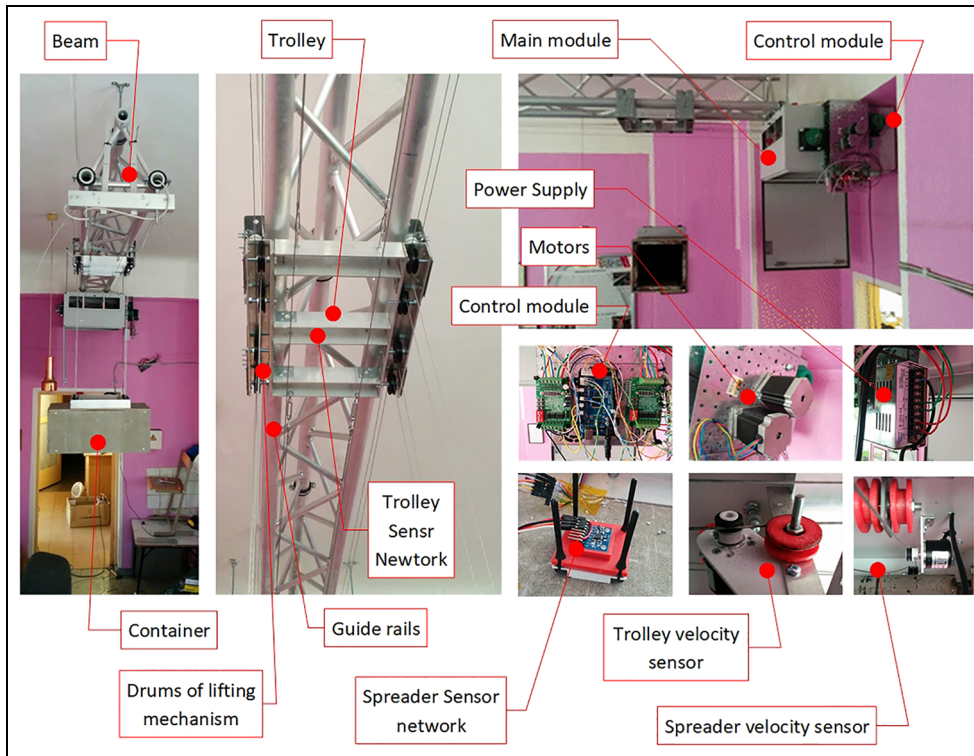 Beam
Trolley
Main module
Control module
Power Supply
Motors
Control module
Trolley
Sensr
Newtork
Container
Guide rails
Drums of lifting
mechanism
Spreader Sensor
network
Trolley velocity
sensor
Spreader velocity sensor